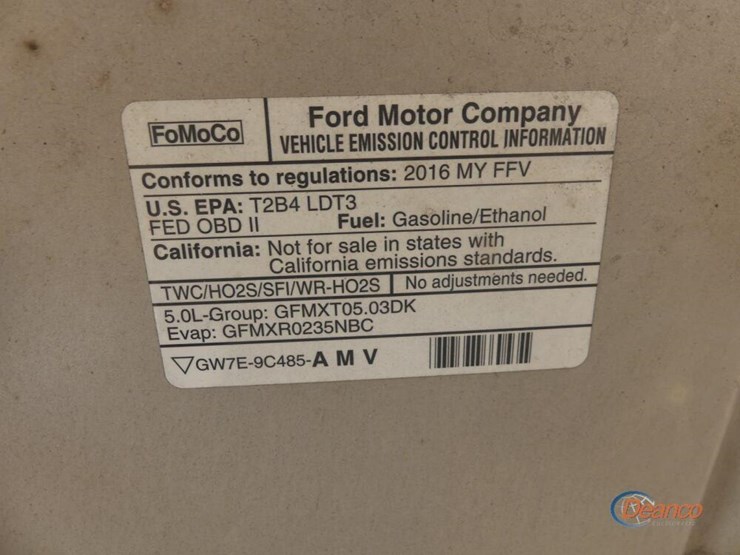 FoMoCo
Ford Motor Company
VEHICLE EMISSION CONTROL INFORMATION
Conforms to regulations: 2016 MY FFV
U.S. EPA: T2B4 LDT3
FED OBD II Fuel: Gasoline/Ethanol
California: Not for sale in states with
California emissions standards.
TWC/HO2S/SFI/WR-HO2S No adjustments needed.
5.0L-Group: GFMXT05.03DK
Evap: GFMXR0235NBC
GW7E-9C485-A M V
Deanco